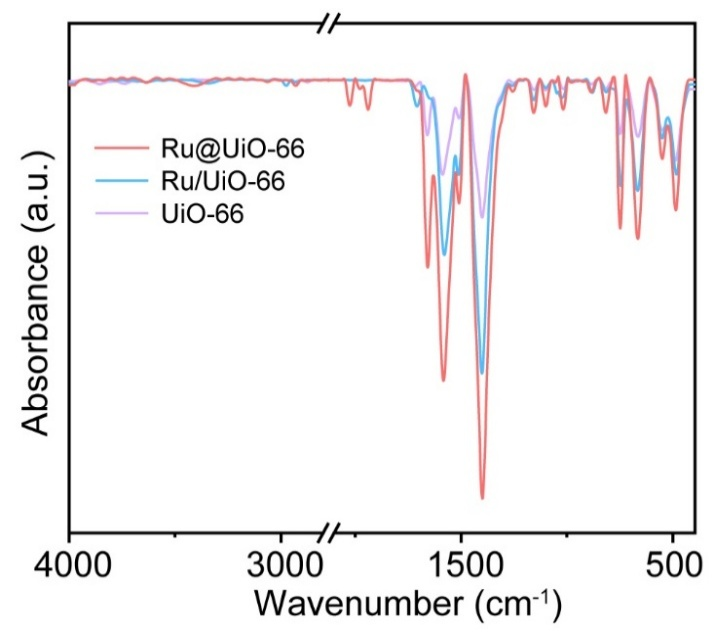 Absorbance (a.u.)
Ru@UiO-66
Ru/UiO-66
UiO-66
4000 3000 1500 500
Wavenumber (cm⁻¹)